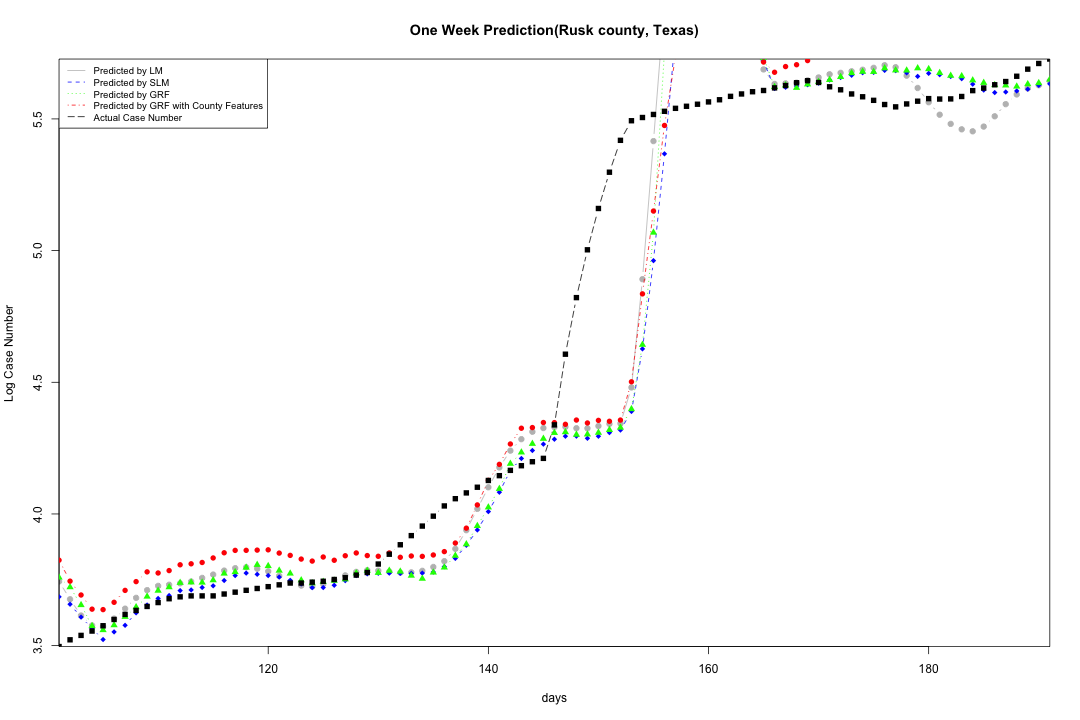 One Week Prediction(Rusk county, Texas)
Predicted by LM
Predicted by SLM
Predicted by GRF
Predicted by GRF with County Features
Actual Case Number
Log Case Number
5.5
5.0
4.5
4.0
3.5
120 140 160 180
days